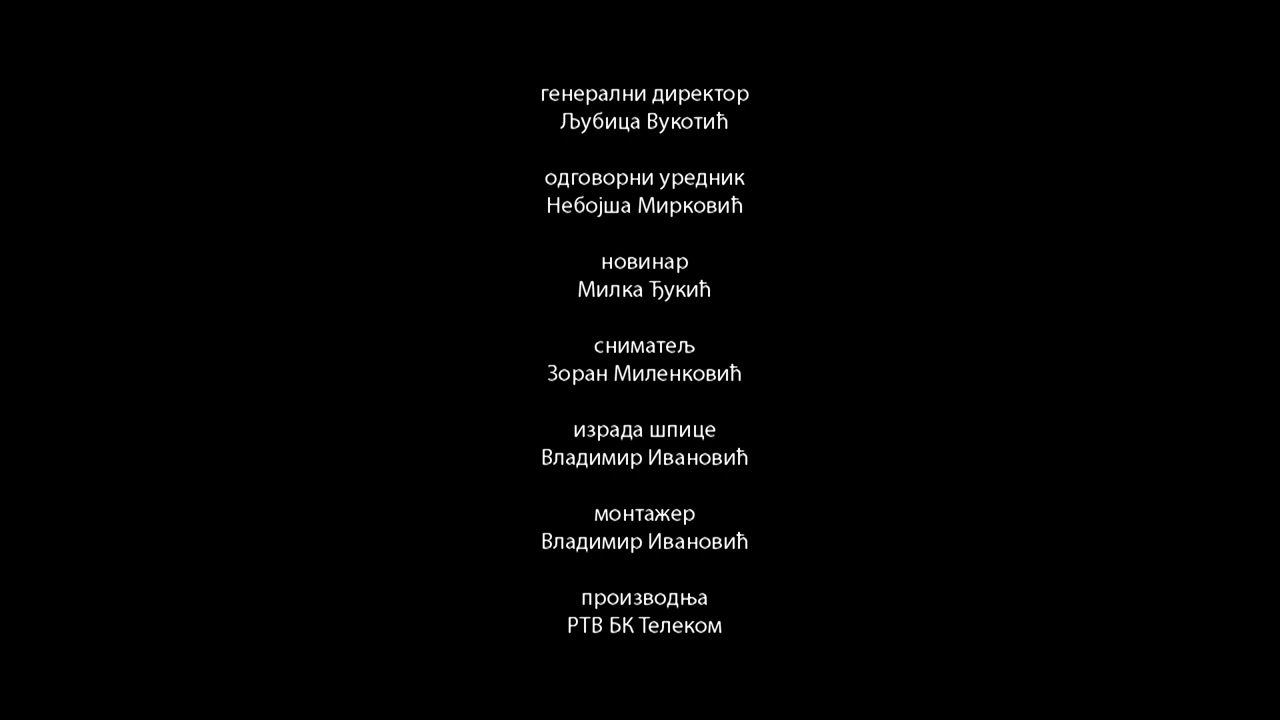 генерални директор
Љубица Вукотић
одговорни уредник
Небојша Мирковић
новинар
Милка Ђукић
сниматељ
Зоран Миленковић
израда шпице
Владимир Ивановић
монтажер
Владимир Ивановић
производња
РТВ БК Телеком